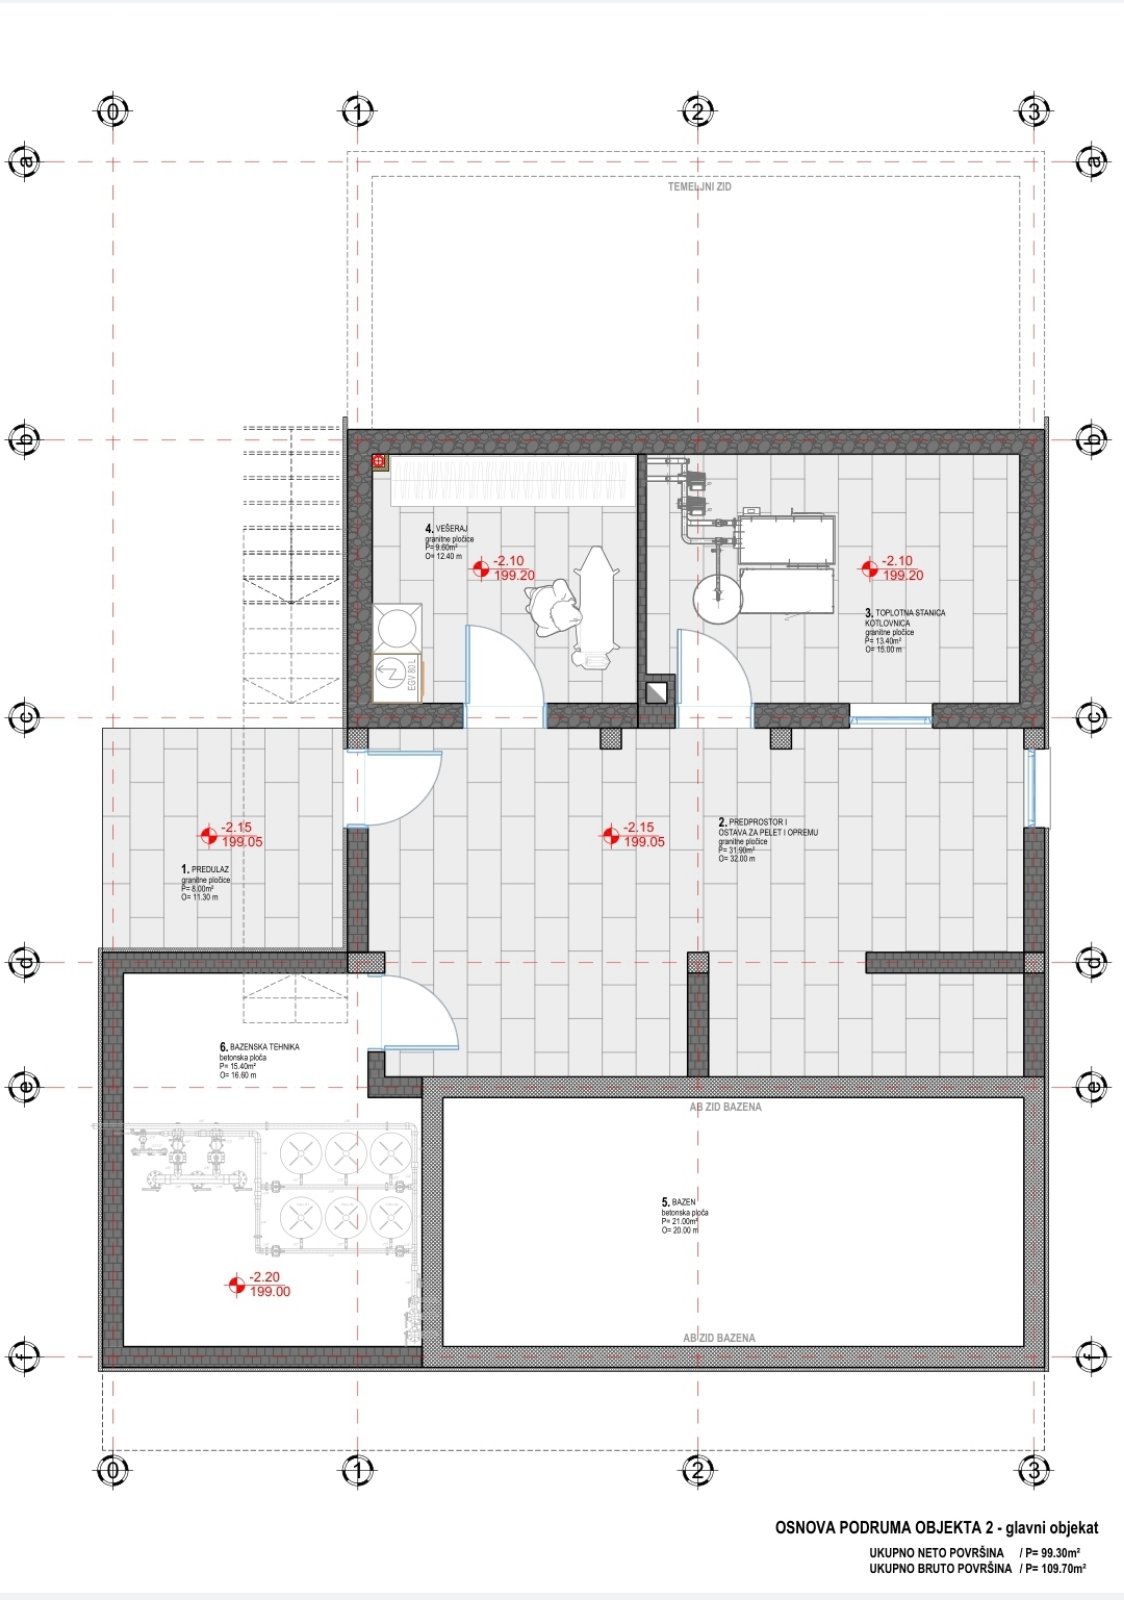 0 1 2 3
a a
TEMELJNI ZID
b b
4. VEŠERAJ
granitne pločice
P= 9.60m²
O= 12.40 m
-2.10
199.20
-2.10
199.20
3. TOPLOTNA STANICA
KOTLOVNICA
granitne pločice
P= 13.40m²
O= 15.00 m
EGV 80 L
c c
2. PREDPROSTOR I
OSTAVA ZA PELET I OPREMU
granitne pločice
P= 31.90m²
O= 32.00 m
-2.15
199.05
-2.15
199.05
1. PREDULAZ
granitne pločice
P= 8.00m²
O= 11.30 m
d d
6. BAZENSKA TEHNIKA
betonska ploča
P= 15.40m²
O= 16.60 m
e e
AB ZID BAZENA
5. BAZEN
betonska ploča
P= 21.00m²
O= 20.00 m
-2.20
199.00
AB ZID BAZENA
f f
0 1 2 3
OSNOVA PODRUMA OBJEKTA 2 - glavni objekat
UKUPNO NETO POVRŠINA / P= 99.30m²
UKUPNO BRUTO POVRŠINA / P= 109.70m²